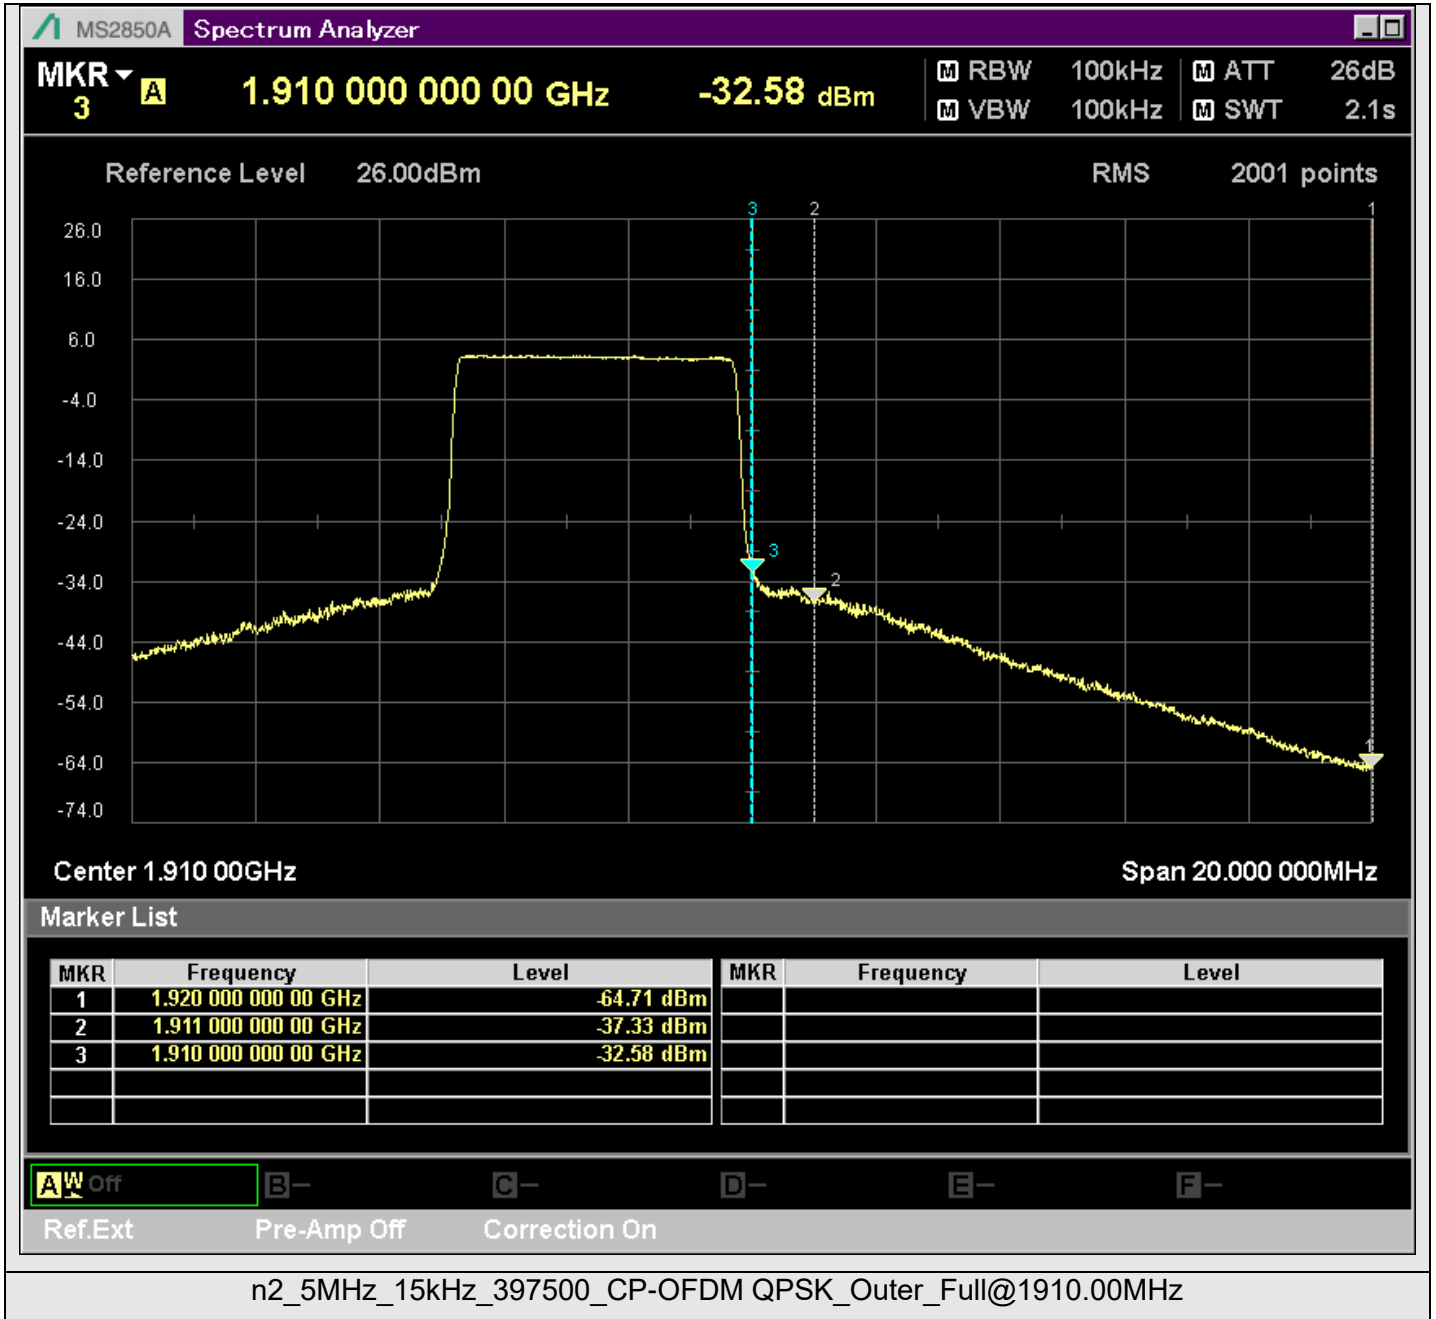 MS2850A Spectrum Analyzer
MKR A 1.910 000 000 00 GHz -32.58 dBm M RBW 100kHz M ATT 26dB
3 M VBW 100kHz M SWT 2.1s
Reference Level 26.00dBm RMS 2001 points
3 2 1
26.0
16.0
6.0
-4.0
-14.0
-24.0
3
-34.0 2
-44.0
-54.0
1
-64.0
-74.0
Center 1.910 00GHz Span 20.000 000MHz
Marker List
MKR Frequency Level MKR Frequency Level
1 1.920 000 000 00 GHz -64.71 dBm
2 1.911 000 000 00 GHz -37.33 dBm
3 1.910 000 000 00 GHz -32.58 dBm
A W Off B C D E F
Ref.Ext Pre-Amp Off Correction On
n2_5MHz_15kHz_397500_CP-OFDM QPSK_Outer_Full@1910.00MHz